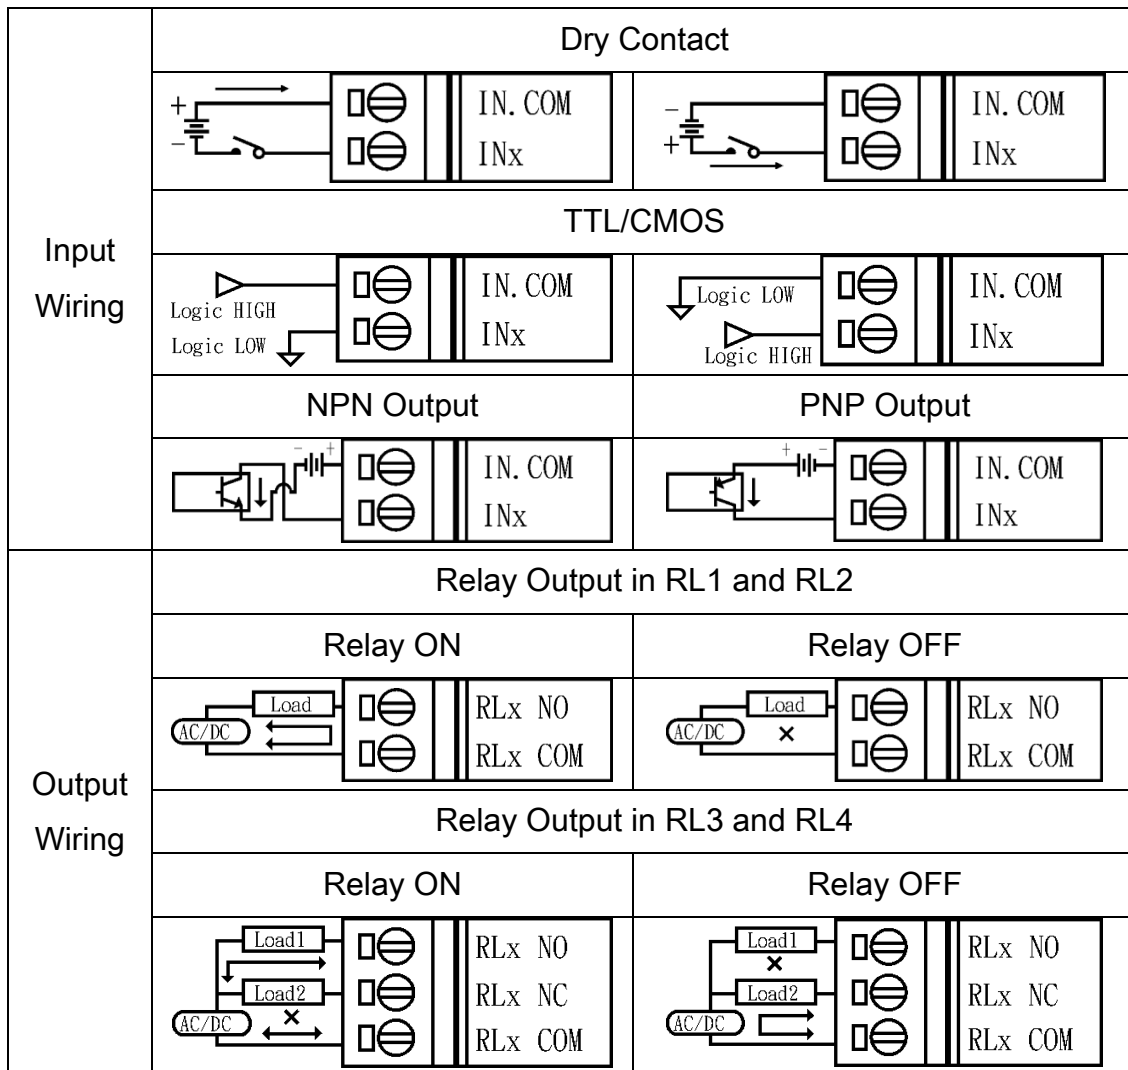 Input
Wiring
Dry Contact
+
-
IN.COM
INx
-
+
IN.COM
INx
TTL/CMOS
Logic HIGH
Logic LOW
IN.COM
INx
Logic LOW
Logic HIGH
IN.COM
INx
NPN Output
PNP Output
- +
IN.COM
INx
+ -
IN.COM
INx
Output
Wiring
Relay Output in RL1 and RL2
Relay ON
Relay OFF
Load
AC/DC
RLx NO
RLx COM
Load
AC/DC
RLx NO
RLx COM
Relay Output in RL3 and RL4
Relay ON
Relay OFF
Load1
Load2
AC/DC
RLx NO
RLx NC
RLx COM
Load1
Load2
AC/DC
RLx NO
RLx NC
RLx COM